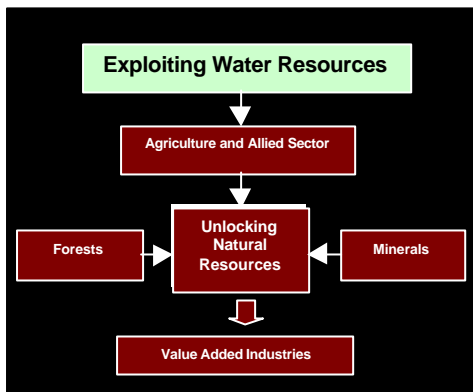 Exploiting Water Resources
Agriculture and Allied Sector
Unlocking
Natural
Resources
Forests
Minerals
Value Added Industries